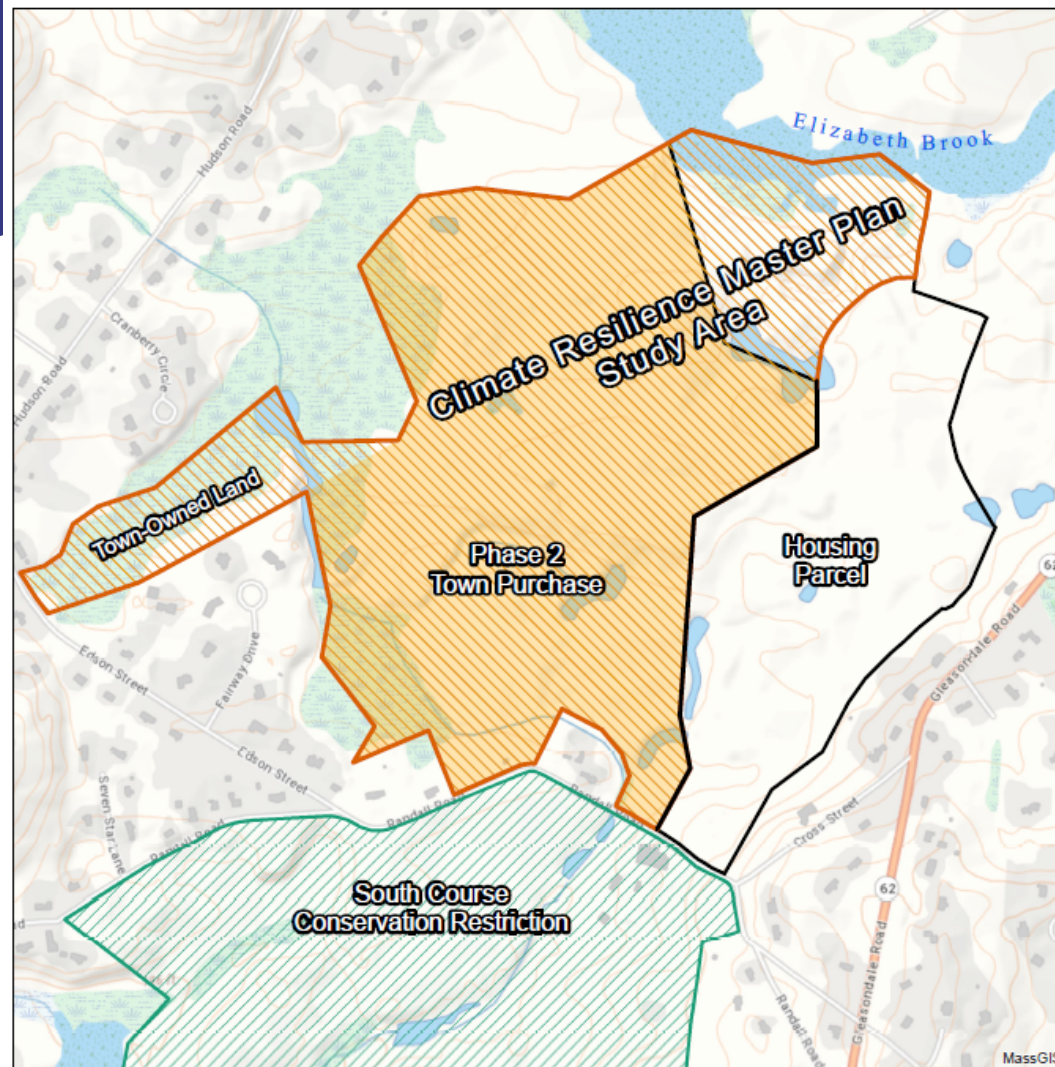 Elizabeth Brook
Hudson Road
Climate Resilience Master Plan
Study Area
Cranberry Circle
Hudson Road
Town-Owned Land
Phase 2
Town Purchase
Housing
Parcel
62
Gleasondale Road
Edson Street
Fairway Drive
Edson Street
Seven Star Lane
Randall Road
Randall Road
Cross Street
62
South Course
Conservation Restriction
Gleasondale Road
Randall Road
MassGIS